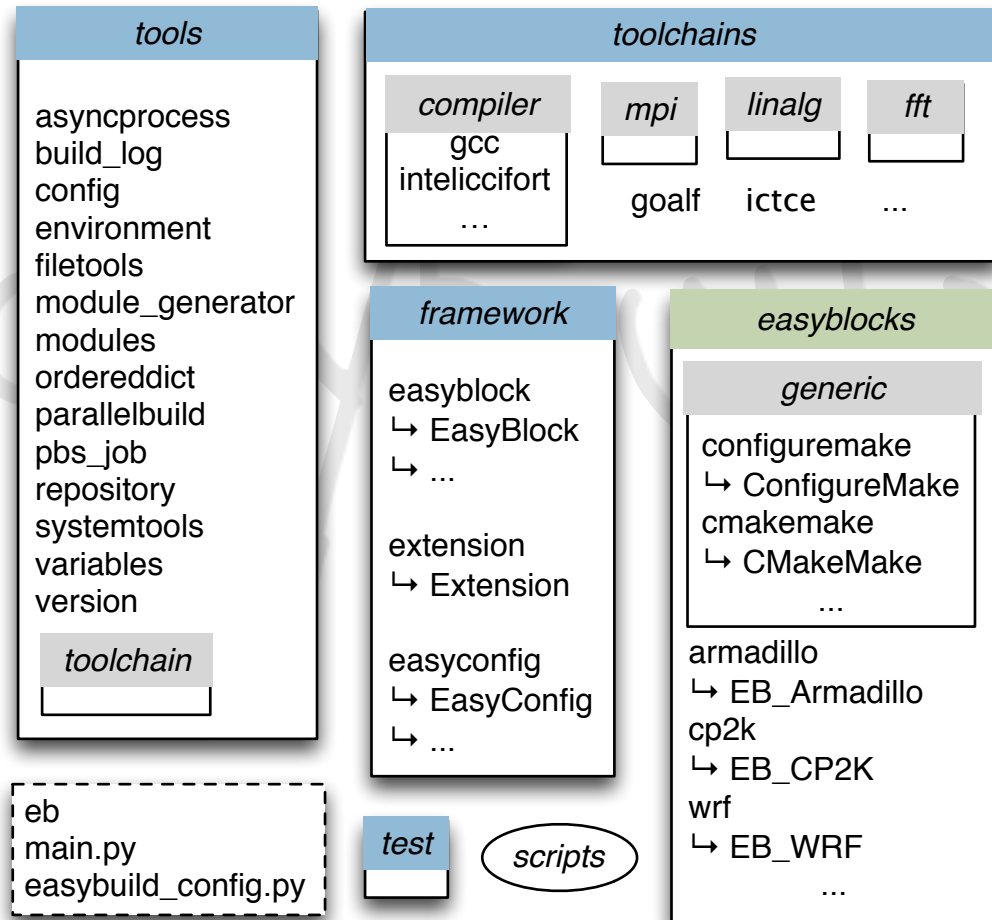 tools
asyncprocess
build_log
config
environment
filetools
module_generator
modules
ordereddict
parallelbuild
pbs_job
repository
systemtools
variables
version
toolchain
toolchains
compiler
gcc
inteliccifort
...
mpi
linalg
fft
goalf ictce ...
framework
easyblock
↳ EasyBlock
↳ ...
extension
↳ Extension
easyconfig
↳ EasyConfig
↳ ...
easyblocks
generic
configuremake
↳ ConfigureMake
cmakemake
↳ CMakeMake
...
armadillo
↳ EB_Armadillo
cp2k
↳ EB_CP2K
wrf
↳ EB_WRF
...
eb
main.py
easybuild_config.py
test
scripts